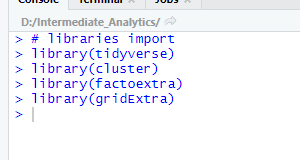 Console Terminal Jobs
D:/Intermediate_Analytics/
> # libraries import
> library(tidyverse)
> library(cluster)
> library(factoextra)
> library(gridExtra)
>